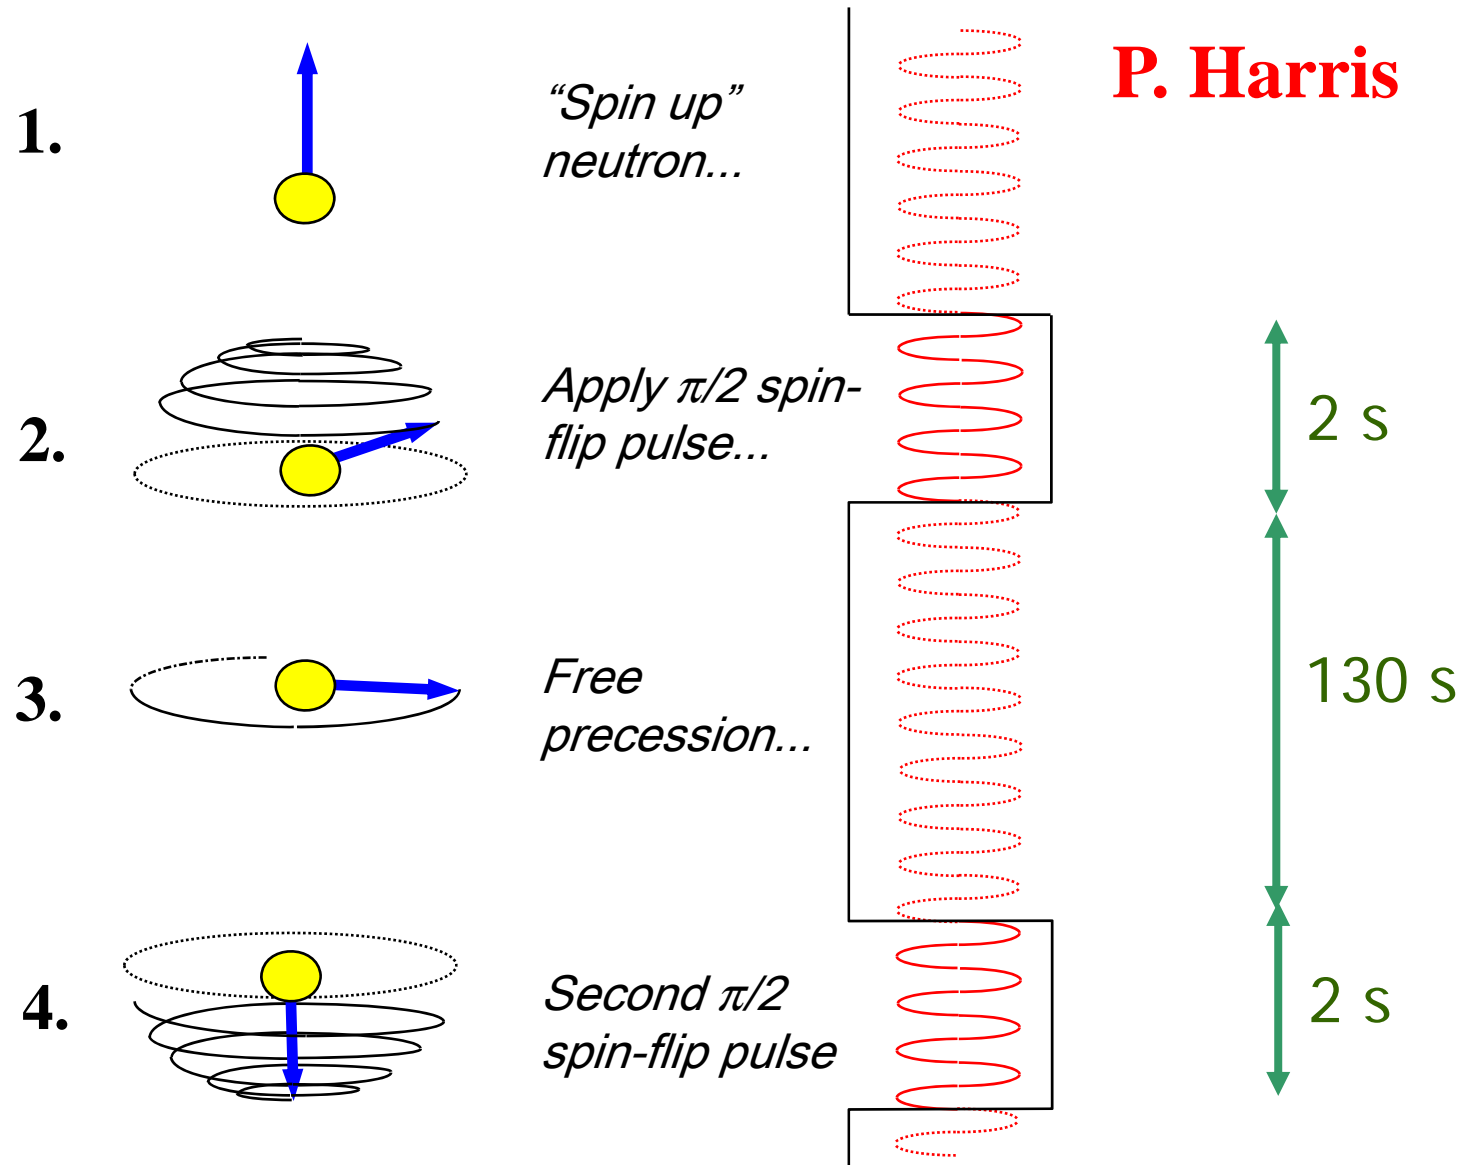 P. Harris
1.
“Spin up”
neutron...
2.
Apply π/2 spin-
flip pulse...
2 s
3.
Free
precession...
130 s
4.
Second π/2
spin-flip pulse
2 s